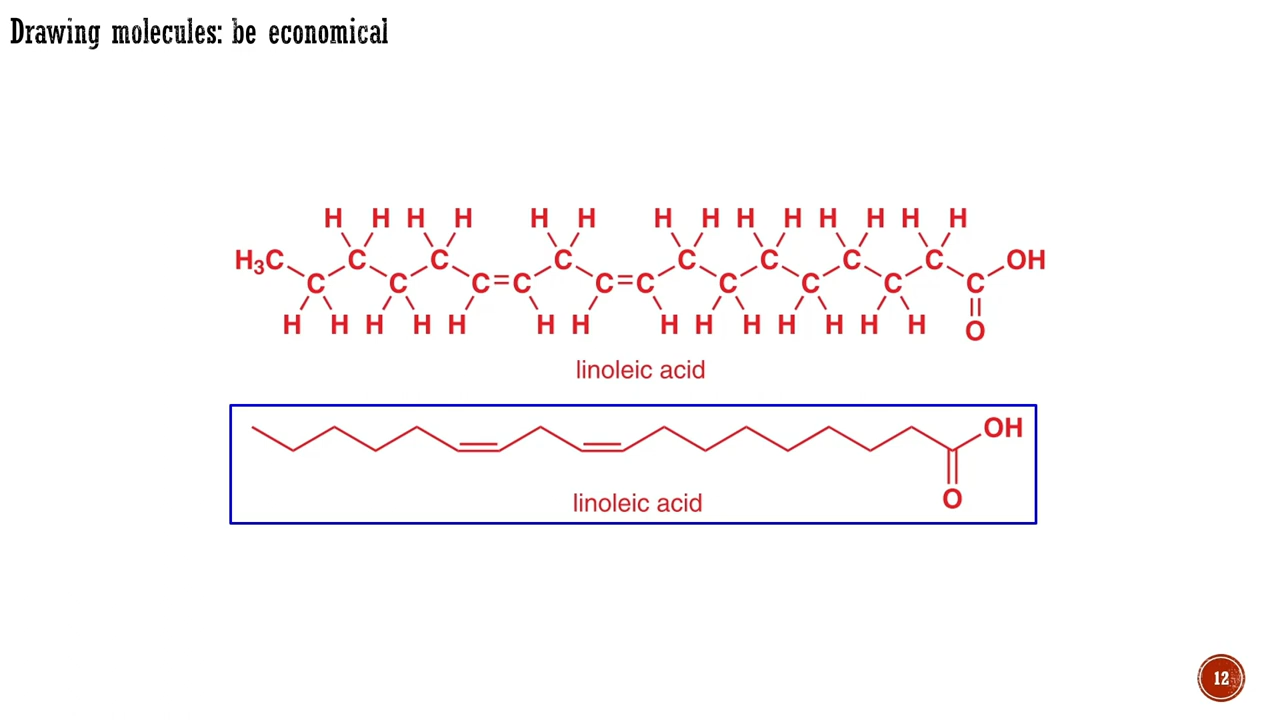 Drawing molecules: be economical
H H H H H H H H H H H H H H
H₃C C C C C C C C OH
C C C=C C=C C C C C
H H H H H H H H H H H H H H O
linoleic acid
OH
O
linoleic acid
12